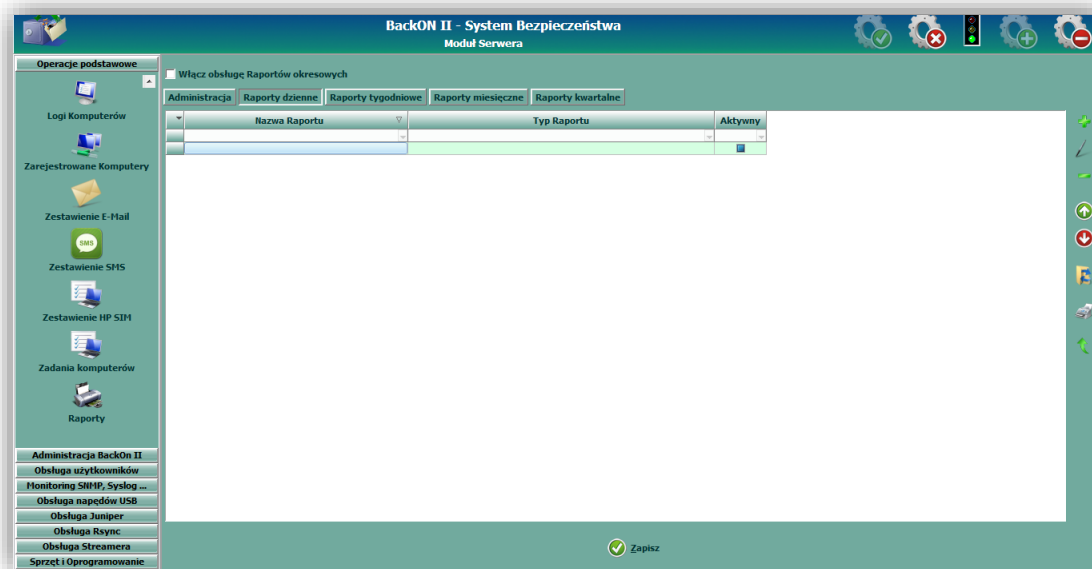 BackON II - System Bezpieczeństwa
Moduł Serwera
Operacje podstawowe
Logi Komputerów
Zarejestrowane Komputery
Zestawienie E-Mail
SMS
Zestawienie SMS
Zestawienie HP SIM
Zadania komputerów
Raporty
Administracja BackOn II
Obsługa użytkowników
Monitoring SNMP, Syslog ...
Obsługa napędów USB
Obsługa Juniper
Obsługa Rsync
Obsługa Streamera
Sprzęt i Oprogramowanie
Włącz obsługę Raportów okresowych
Administracja Raporty dzienne Raporty tygodniowe Raporty miesięczne Raporty kwartalne
Nazwa Raportu Typ Raportu Aktywny
Zapisz